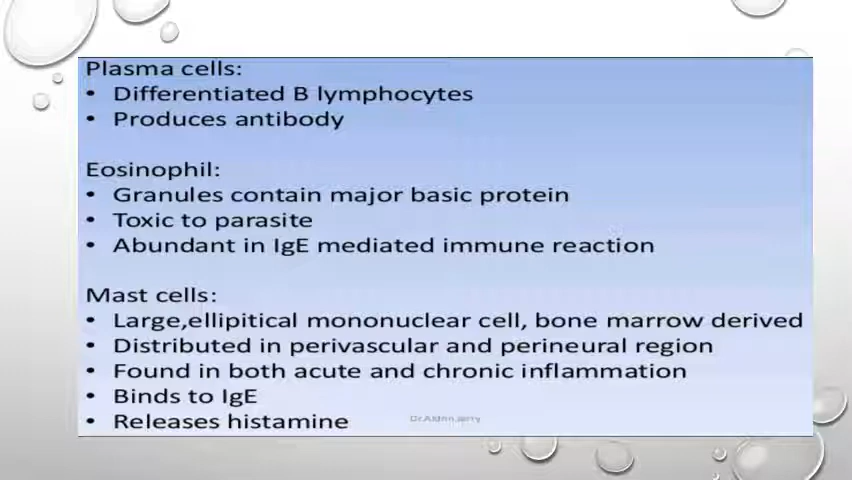 Plasma cells:
• Differentiated B lymphocytes
• Produces antibody
Eosinophil:
• Granules contain major basic protein
• Toxic to parasite
• Abundant in IgE mediated immune reaction
Mast cells:
• Large,ellipitical mononuclear cell, bone marrow derived
• Distributed in perivascular and perineural region
• Found in both acute and chronic inflammation
• Binds to IgE
• Releases histamine